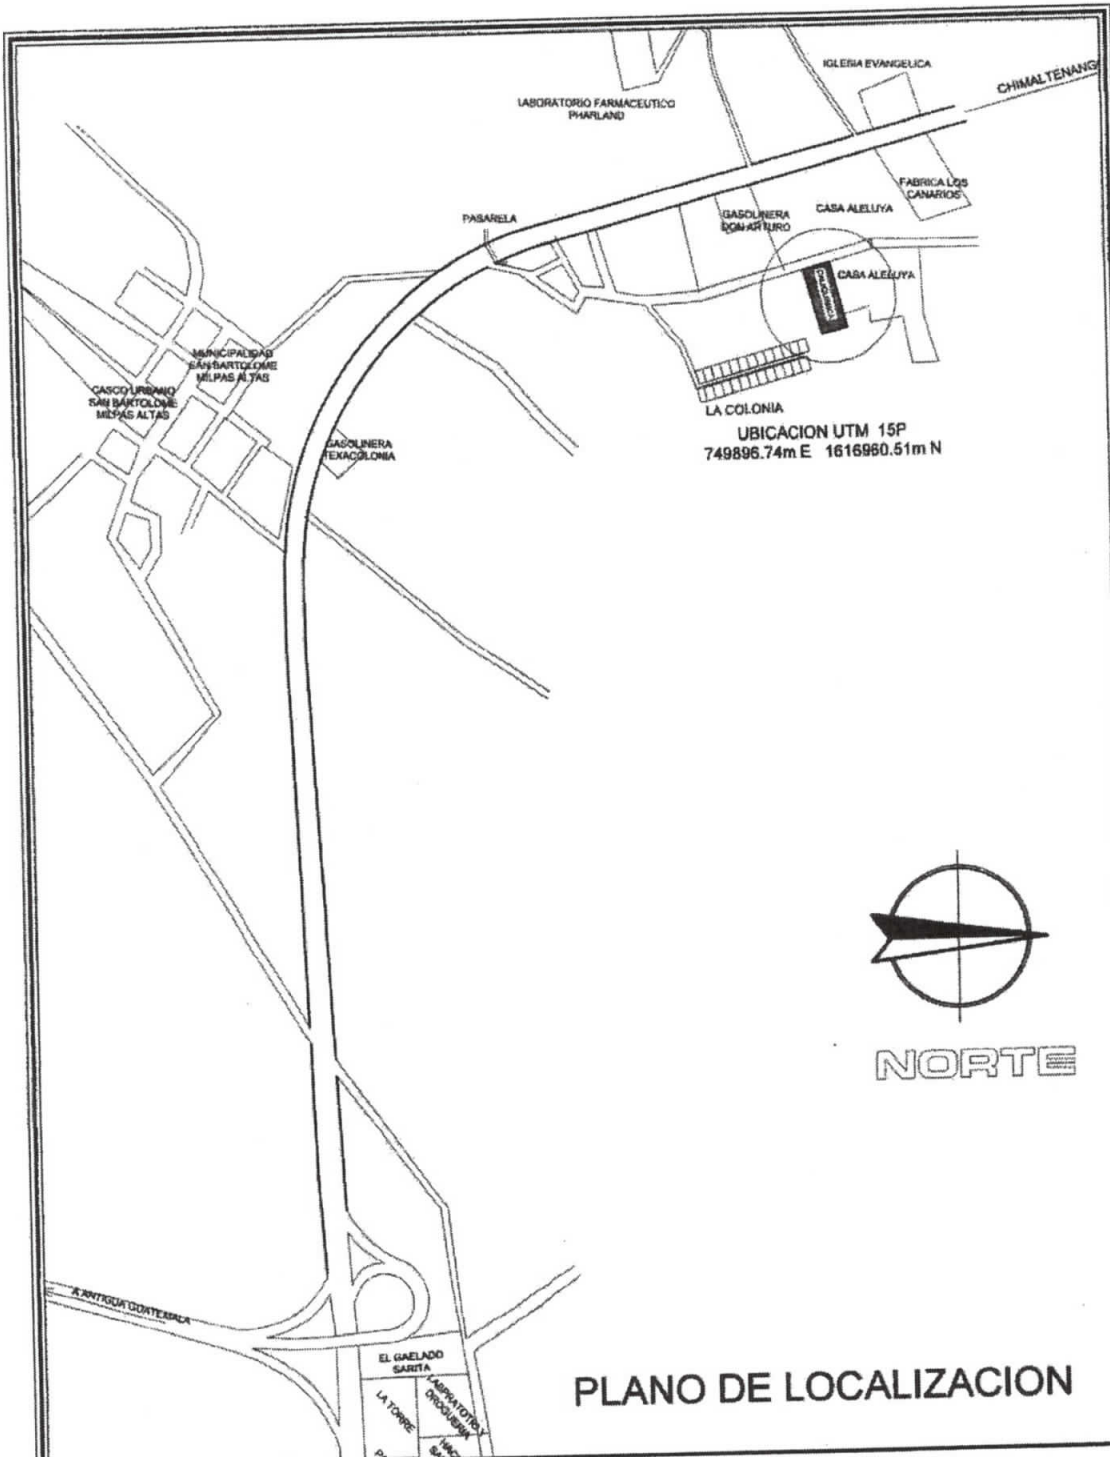 IGLESIA EVANGELICA
CHIMALTENANG
LABORATORIO FARMACEUTICO
PHARLAND
FABRICA LOS
CANARIOS
CASA ALELUYA
GASOLINERA
DON ARTURO
PASARELA
CASA ALELUYA
MUNICIPALIDAD
SAN BARTOLOME
MILPAS ALTAS
CASCO URBANO
SAN BARTOLOME
MILPAS ALTAS
LA COLONIA
UBICACION UTM 15P
749896.74m E 1616960.51m N
GASOLINERA
TEXACOLONIA
NORTE
A ANTIGUA GUATEMALA
EL GAELADO
SARITA
LA TORRE
DROGUERIA
PLANO DE LOCALIZACION